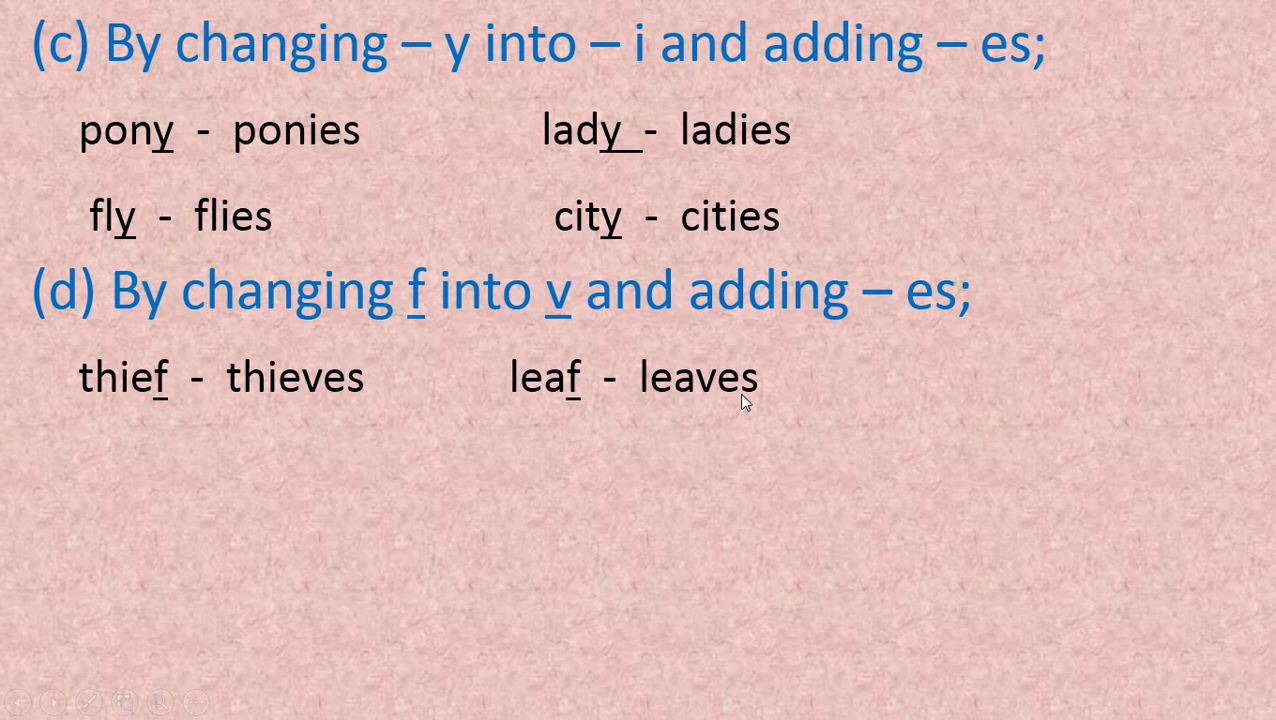 (c) By changing – y into – i and adding – es;
pony - ponies lady - ladies
fly - flies city - cities
(d) By changing f into v and adding – es;
thief - thieves leaf - leaves